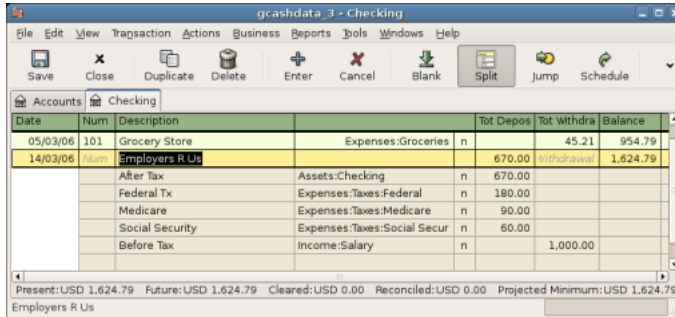 gcashdata_3 - Checking
File Edit View Transaction Actions Business Reports Tools Windows Help
Save Close Duplicate Delete Enter Cancel Blank Split Jump Schedule
Accounts Checking
Date Num Description Tot Depos Tot Withdra Balance
05/03/06 101 Grocery Store Expenses:Groceries n 45.21 954.79
14/03/06 Num Employers R Us 670.00 Withdrawal 1,624.79
After Tax Assets:Checking n 670.00
Federal Tx Expenses:Taxes:Federal n 180.00
Medicare Expenses:Taxes:Medicare n 90.00
Social Security Expenses:Taxes:Social Secur n 60.00
Before Tax Income:Salary n 1,000.00
Present:USD 1,624.79 Future:USD 1,624.79 Cleared:USD 0.00 Reconciled:USD 0.00 Projected Minimum:USD 1,624.79
Employers R Us